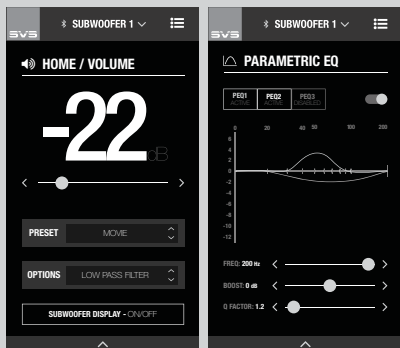 SVS
SUBWOOFER 1
HOME / VOLUME
-22 dB
PRESET MOVIE
OPTIONS LOW PASS FILTER
SUBWOOFER DISPLAY - ON/OFF
SVS
SUBWOOFER 1
PARAMETRIC EQ
PEQ1 PEQ2 PEQ3
ACTIVE ACTIVE DISABLED
0 20 40 50 100 200
6
4
2
0
-2
-4
-6
-8
-10
-12
FREQ: 200 Hz
BOOST: 0 dB
Q FACTOR: 1.2